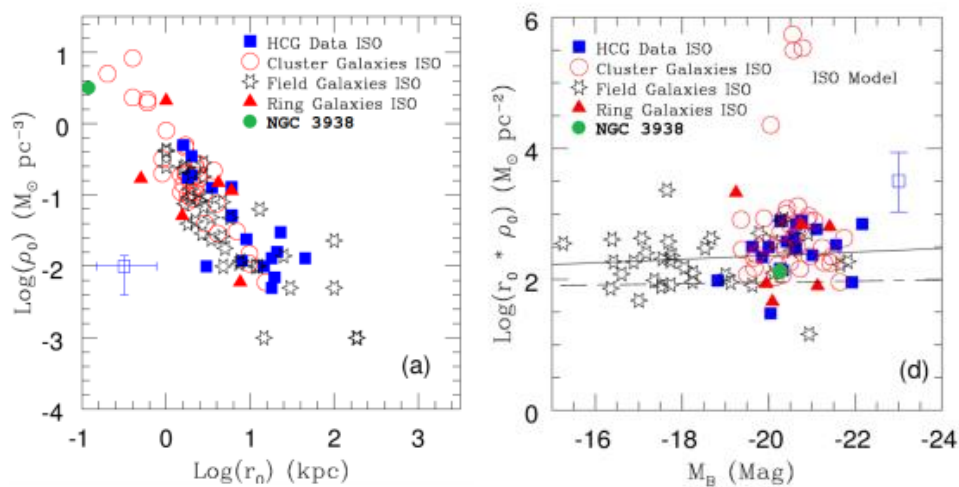 HCG Data ISO
Cluster Galaxies ISO
Field Galaxies ISO
Ring Galaxies ISO
NGC 3938
1
0
-1
-2
-3
-4
Log(ρ₀) (M⊙ pc⁻³)
(a)
-1 0 1 2 3
Log(r₀) (kpc)
HCG Data ISO
Cluster Galaxies ISO
Field Galaxies ISO
Ring Galaxies ISO
NGC 3938
ISO Model
6
4
2
0
Log(r₀ * ρ₀) (M⊙ pc⁻²)
(d)
-16 -18 -20 -22 -24
M_B (Mag)